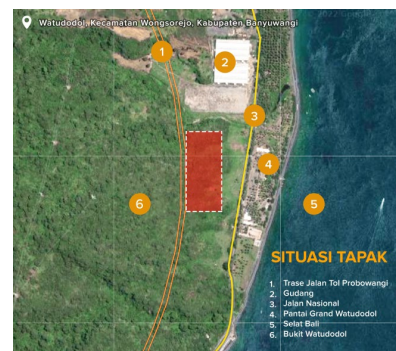 Watudodol, Kecamatan Wongsorejo, Kabupaten Banyuwangi
1
2
3
4
5
6
SITUASI TAPAK
1. Trase Jalan Tol Probowangi
2. Gudang
3. Jalan Nasional
4. Pantai Grand Watudodol
5. Selat Bali
6. Bukit Watudodol